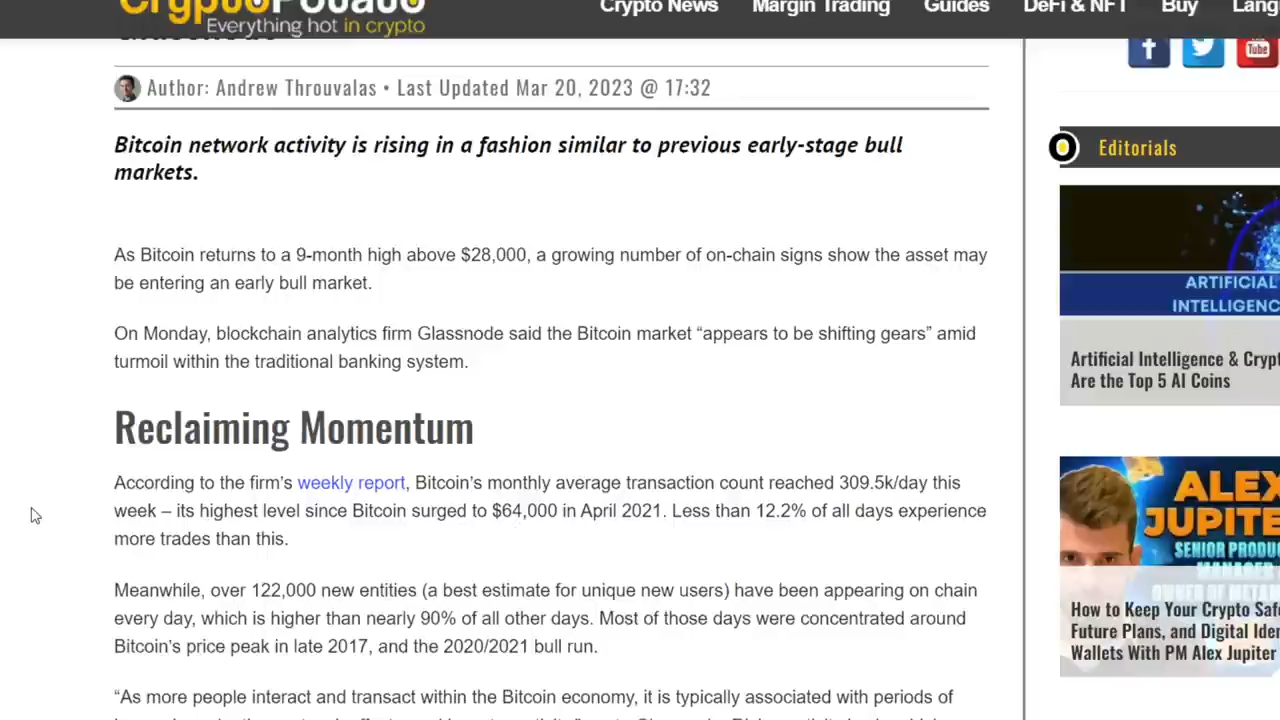 CryptoPotato
Everything hot in crypto
Crypto News
Margin Trading
Guides
DeFi & NFT
Buy
Lang
Author: Andrew Throuvalas • Last Updated Mar 20, 2023 @ 17:32
Bitcoin network activity is rising in a fashion similar to previous early-stage bull
markets.
As Bitcoin returns to a 9-month high above $28,000, a growing number of on-chain signs show the asset may
be entering an early bull market.
On Monday, blockchain analytics firm Glassnode said the Bitcoin market “appears to be shifting gears” amid
turmoil within the traditional banking system.
Reclaiming Momentum
According to the firm’s weekly report, Bitcoin’s monthly average transaction count reached 309.5k/day this
week – its highest level since Bitcoin surged to $64,000 in April 2021. Less than 12.2% of all days experience
more trades than this.
Meanwhile, over 122,000 new entities (a best estimate for unique new users) have been appearing on chain
every day, which is higher than nearly 90% of all other days. Most of those days were concentrated around
Bitcoin’s price peak in late 2017, and the 2020/2021 bull run.
“As more people interact and transact within the Bitcoin economy, it is typically associated with periods of
You
Tube
Editorials
ARTIFICIAL
INTELLIGENC
Artificial Intelligence & Crypt
Are the Top 5 AI Coins
ALEX
JUPITE
SENIOR PRODU
MANAGER
How to Keep Your Crypto Safe
Future Plans, and Digital Iden
Wallets With PM Alex Jupiter